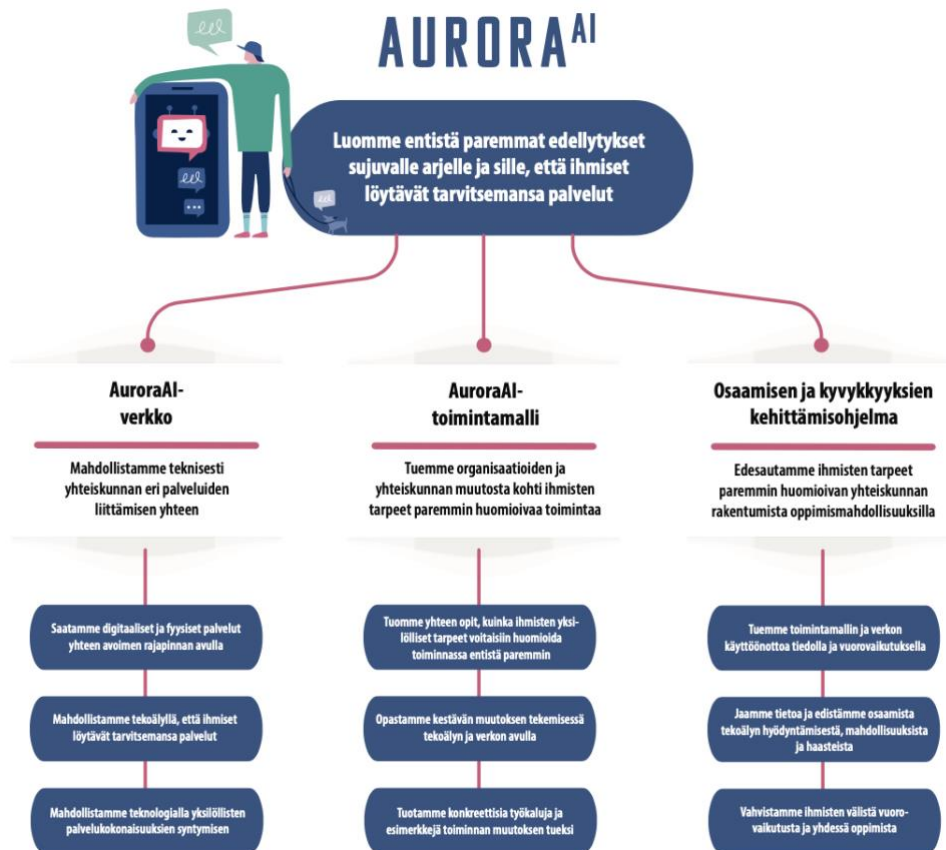 AURORA AI
Luomme entistä paremmat edellytykset
sujuvalle arjelle ja sille, että ihmiset
löytävät tarvitsemansa palvelut
AuroraAI-
verkko
Mahdollistamme teknisesti
yhteiskunnan eri palveluiden
liittämisen yhteen
Saatamme digitaaliset ja fyysiset palvelut
yhteen avoimen rajapinnan avulla
Mahdollistamme tekoälyllä, että ihmiset
löytävät tarvitsemansa palvelut
Mahdollistamme teknologialla yksilöllisten
palvelukokonaisuuksien syntymisen
AuroraAI-
toimintamalli
Tuemme organisaatioiden ja
yhteiskunnan muutosta kohti ihmisten
tarpeet paremmin huomioivaa toimintaa
Tuomme yhteen opit, kuinka ihmisten yksi-
lölliset tarpeet voitaisiin huomioida
toiminnassa entistä paremmin
Opastamme kestävän muutoksen tekemisessä
tekoälyn ja verkon avulla
Tuotamme konkreettisia työkaluja ja
esimerkkejä toiminnan muutoksen tueksi
Osaamisen ja kyvykkyyksien
kehittämisohjelma
Edesautamme ihmisten tarpeet
paremmin huomioivan yhteiskunnan
rakentumista oppimismahdollisuuksilla
Tuemme toimintamallin ja verkon
käyttöönottoa tiedolla ja vuorovaikutuksella
Jaamme tietoa ja edistämme osaamista
tekoälyn hyödyntämisestä, mahdollisuuksista
ja haasteista
Vahvistamme ihmisten välistä vuoro-
vaikutusta ja yhdessä oppimista